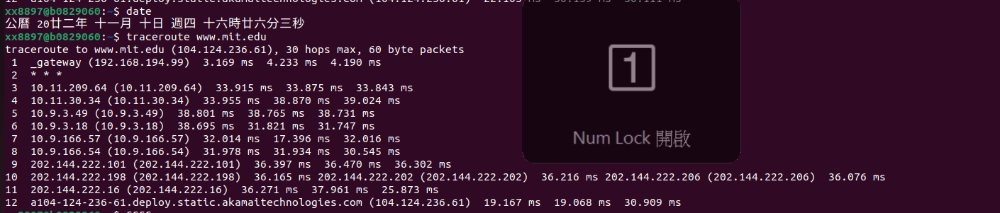 xx8897@b0829060:~$ date
公曆 20廿二年 十一月 十日 週四 十六時廿六分三秒
xx8897@b0829060:~$ traceroute www.mit.edu
traceroute to www.mit.edu (104.124.236.61), 30 hops max, 60 byte packets
 1  _gateway (192.168.194.99)  3.169 ms  4.233 ms  4.190 ms
 2  * * *
 3  10.11.209.64 (10.11.209.64)  33.915 ms  33.875 ms  33.843 ms
 4  10.11.30.34 (10.11.30.34)  33.955 ms  38.870 ms  39.024 ms
 5  10.9.3.49 (10.9.3.49)  38.801 ms  38.765 ms  38.731 ms
 6  10.9.3.18 (10.9.3.18)  38.695 ms  31.821 ms  31.747 ms
 7  10.9.166.57 (10.9.166.57)  32.014 ms  17.396 ms  32.016 ms
 8  10.9.166.54 (10.9.166.54)  31.978 ms  31.934 ms  30.545 ms
 9  202.144.222.101 (202.144.222.101)  36.397 ms  36.470 ms  36.302 ms
10  202.144.222.198 (202.144.222.198)  36.165 ms 202.144.222.202 (202.144.222.202)  36.216 ms 202.144.222.206 (202.144.222.206)  36.076 ms
11  202.144.222.16 (202.144.222.16)  36.271 ms  37.961 ms  25.873 ms
12  a104-124-236-61.deploy.static.akamaitechnologies.com (104.124.236.61)  19.167 ms  19.068 ms  30.909 ms
1
Num Lock 開啟